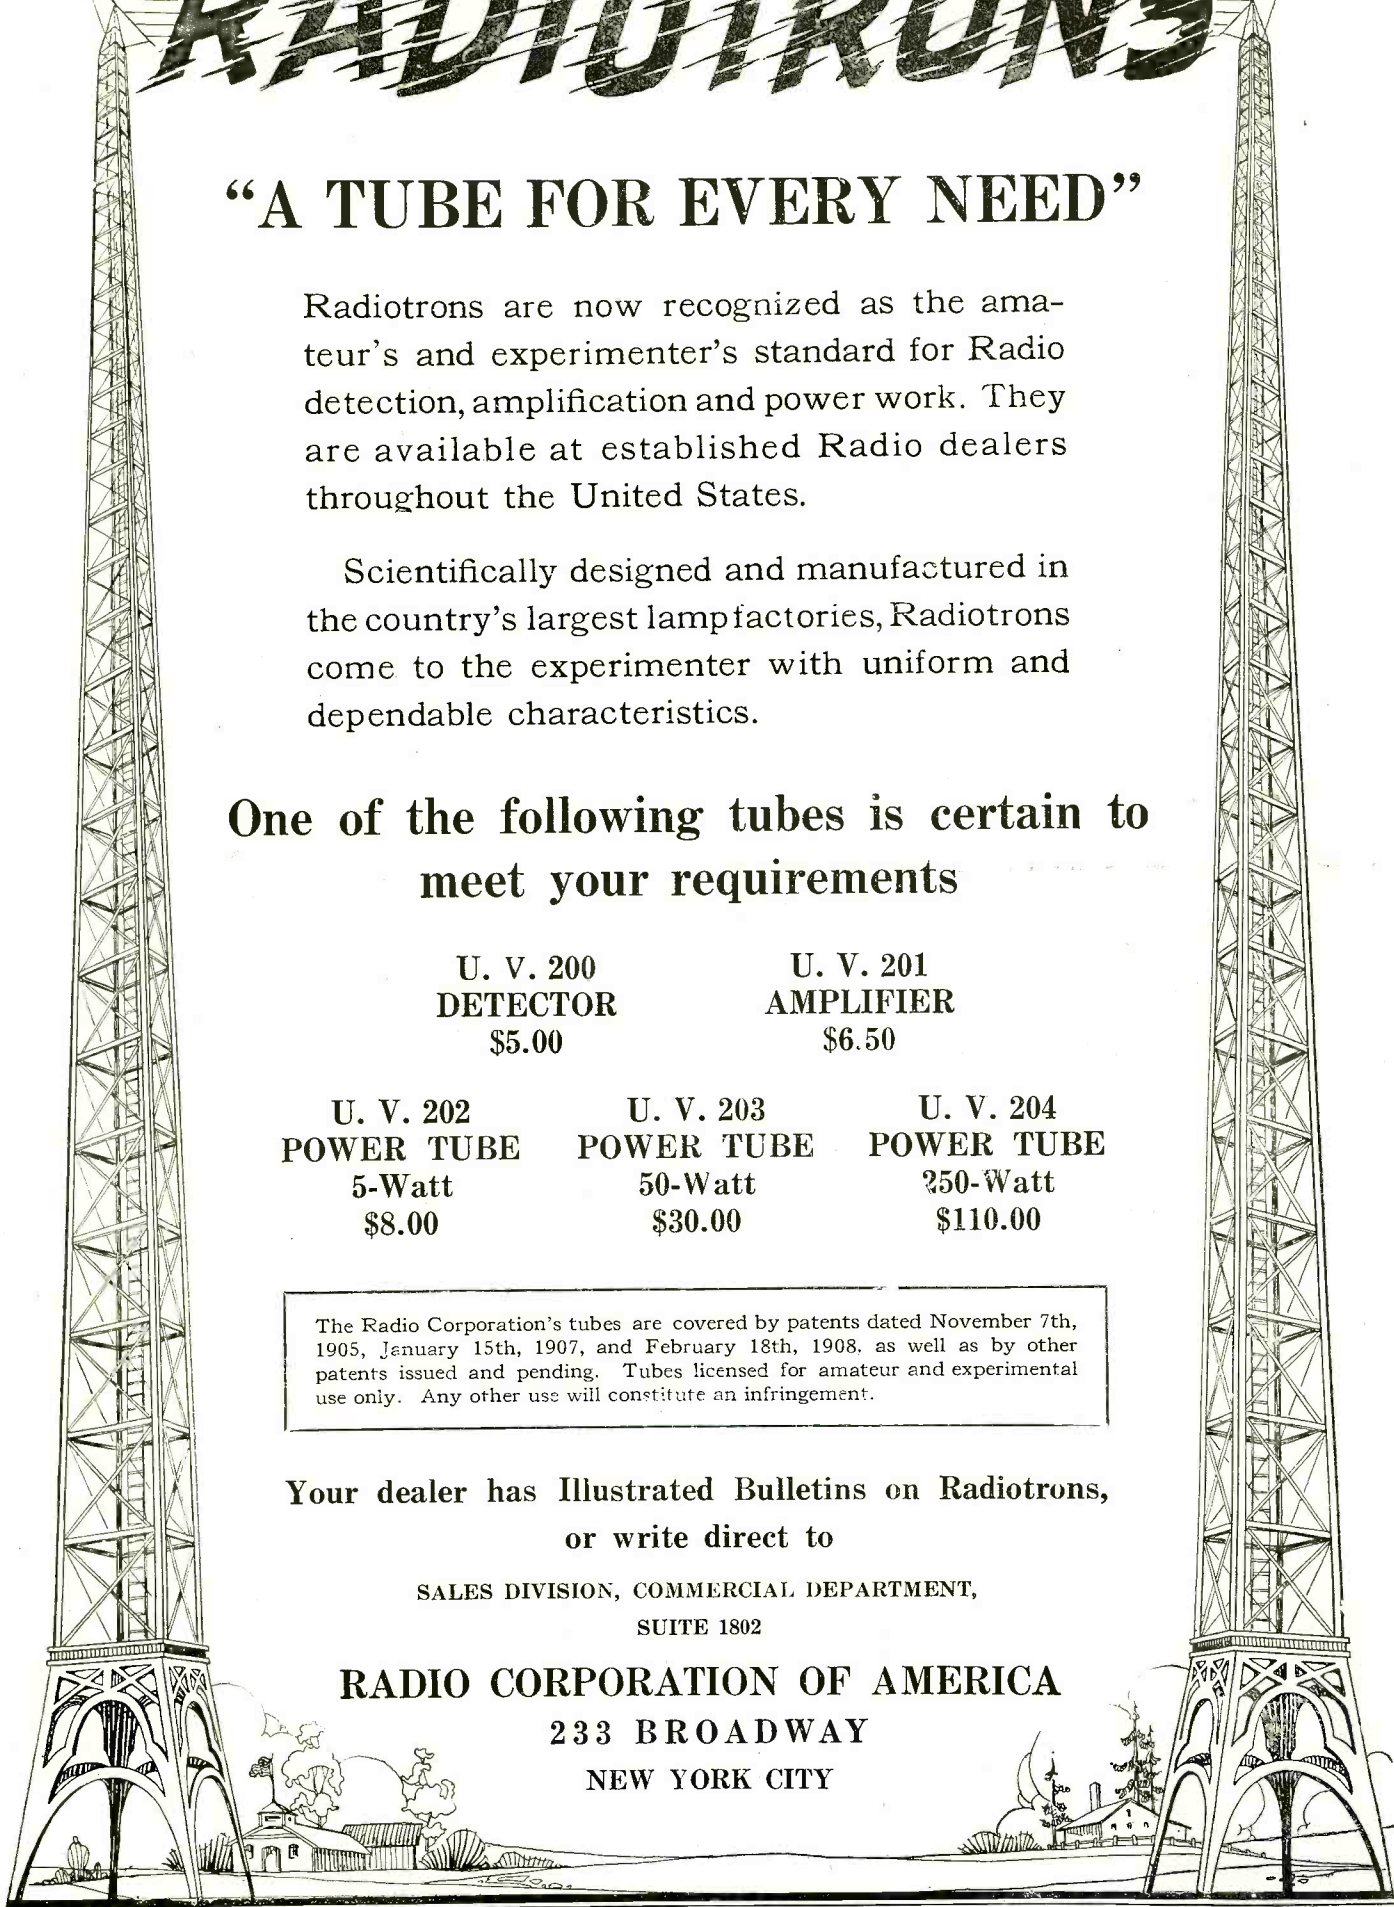 RADIOTRONS
“A TUBE FOR EVERY NEED”
Radiotrons are now recognized as the ama-
teur's and experimenter's standard for Radio
detection, amplification and power work. They
are available at established Radio dealers
throughout the United States.
Scientifically designed and manufactured in
the country's largest lamp factories, Radiotrons
come to the experimenter with uniform and
dependable characteristics.
One of the following tubes is certain to
meet your requirements
U. V. 200 U. V. 201
DETECTOR AMPLIFIER
$5.00 $6.50
U. V. 202 U. V. 203 U. V. 204
POWER TUBE POWER TUBE POWER TUBE
5-Watt 50-Watt 250-Watt
$8.00 $30.00 $110.00
The Radio Corporation's tubes are covered by patents dated November 7th,
1905, January 15th, 1907, and February 18th, 1908, as well as by other
patents issued and pending. Tubes licensed for amateur and experimental
use only. Any other use will constitute an infringement.
Your dealer has Illustrated Bulletins on Radiotrons,
or write direct to
SALES DIVISION, COMMERCIAL DEPARTMENT,
SUITE 1802
RADIO CORPORATION OF AMERICA
233 BROADWAY
NEW YORK CITY